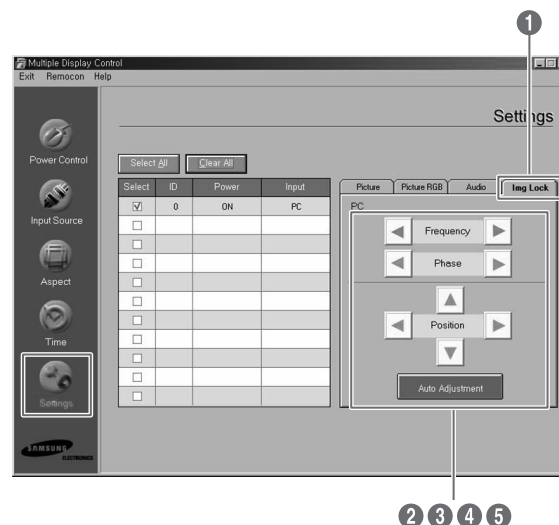 1
Multiple Display Control
Exit Remocon Help
Settings
Power Control
Input Source
Aspect
Time
Settings
SAMSUNG
ELECTRONICS
Select All Clear All
Select ID Power Input
0 ON PC
Picture Picture RGB Audio Img Lock
PC
Frequency
Phase
Position
Auto Adjustment
2 3 4 5